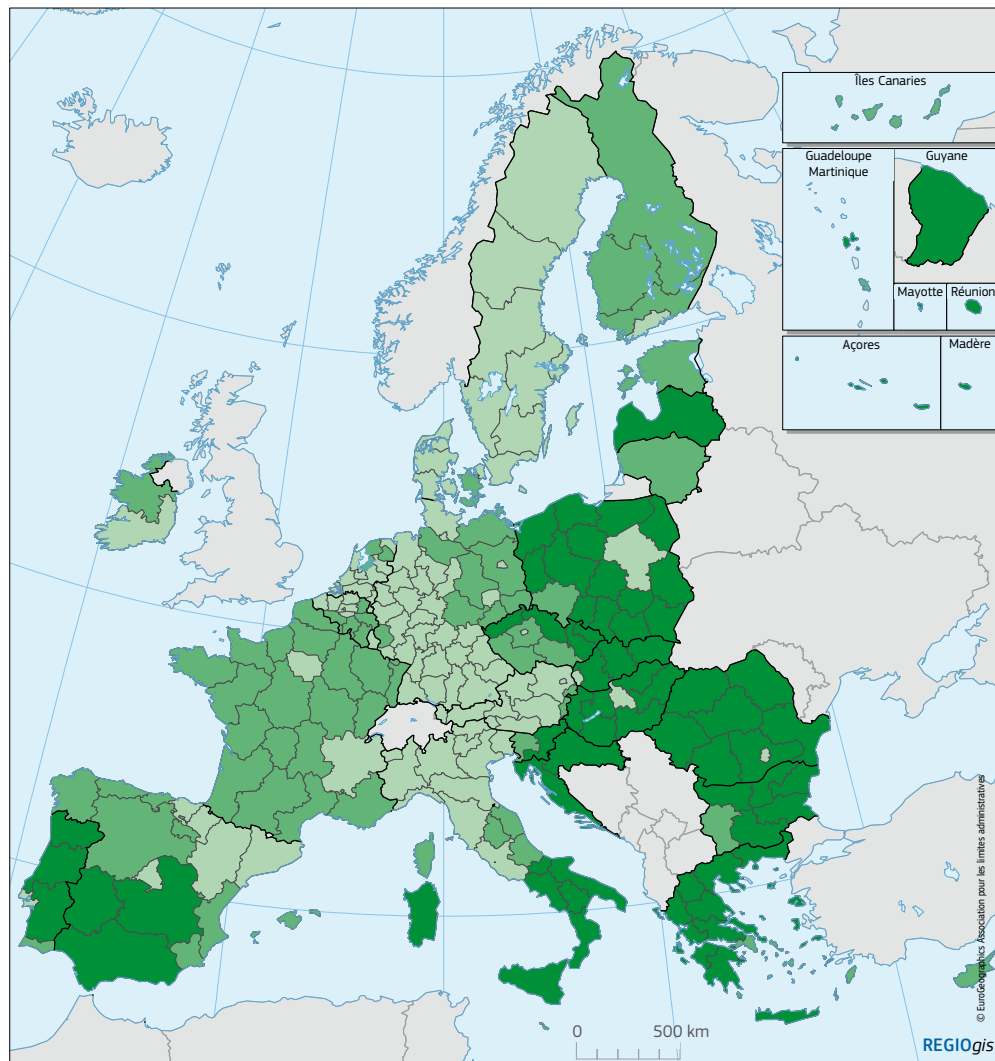 Îles Canaries
Guadeloupe
Martinique
Guyane
Mayotte
Réunion
Açores
Madère
© EuroGeographics Association pour les limites administratives
0 500 km
REGIOgis